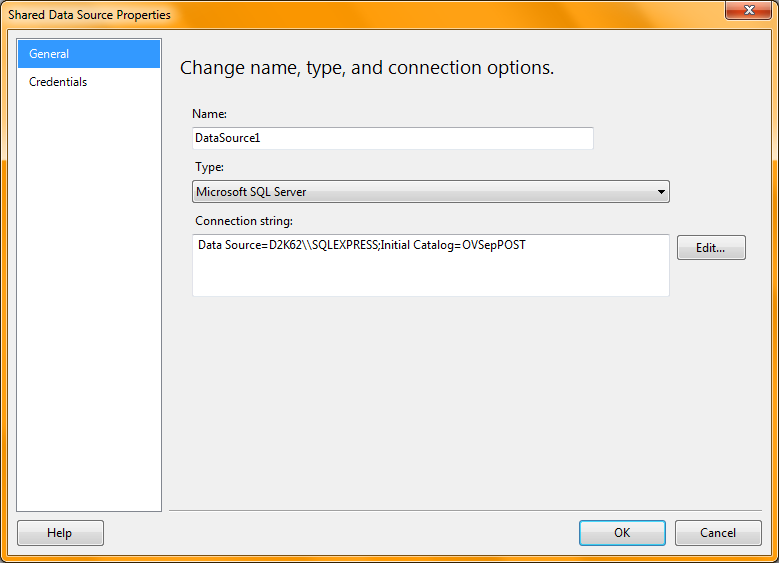 Shared Data Source Properties
General
Credentials
Change name, type, and connection options.
Name:
DataSource1
Type:
Microsoft SQL Server
Connection string:
Data Source=D2K62\\SQLEXPRESS;Initial Catalog=OVSepPOST
Edit...
Help
OK
Cancel